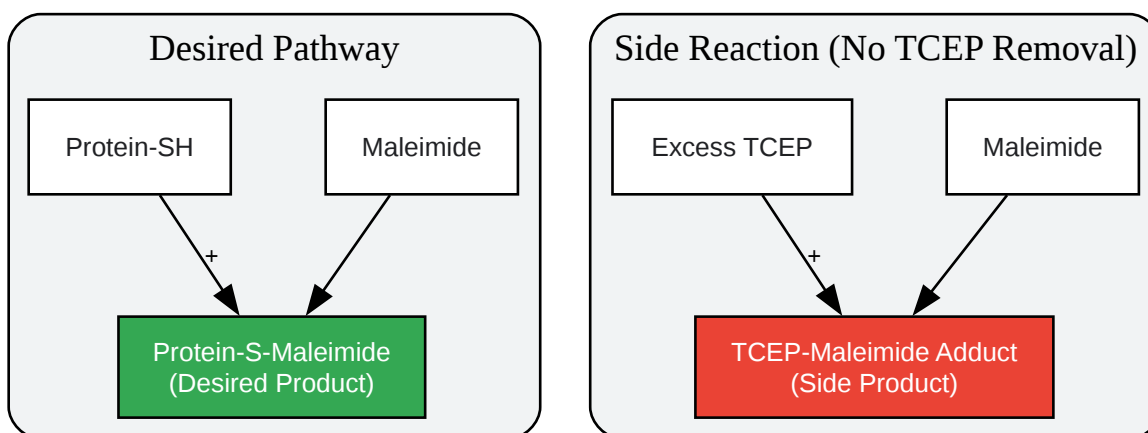 Desired Pathway
Protein-SH
Maleimide
+
Protein-S-Maleimide
(Desired Product)
Side Reaction (No TCEP Removal)
Excess TCEP
Maleimide
+
TCEP-Maleimide Adduct
(Side Product)